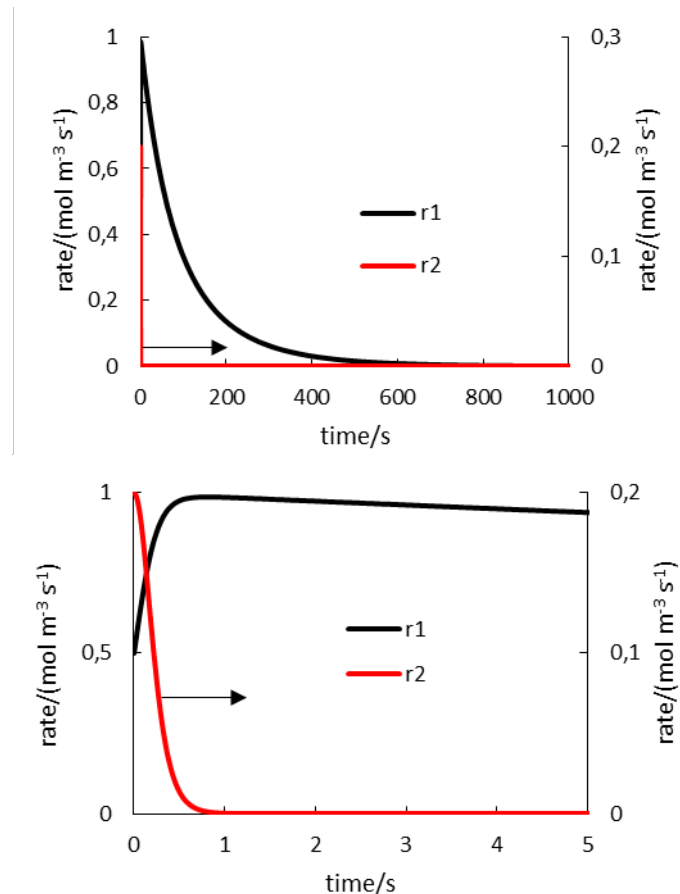 1
0,8
0,6
0,4
0,2
0
0,3
0,2
0,1
0
rate/(mol m⁻³ s⁻¹)
rate/(mol m⁻³ s⁻¹)
r1
r2
0 200 400 600 800 1000
time/s
1
0,5
0
0,2
0,1
0
rate/(mol m⁻³ s⁻¹)
rate/(mol m⁻³ s⁻¹)
r1
r2
0 1 2 3 4 5
time/s